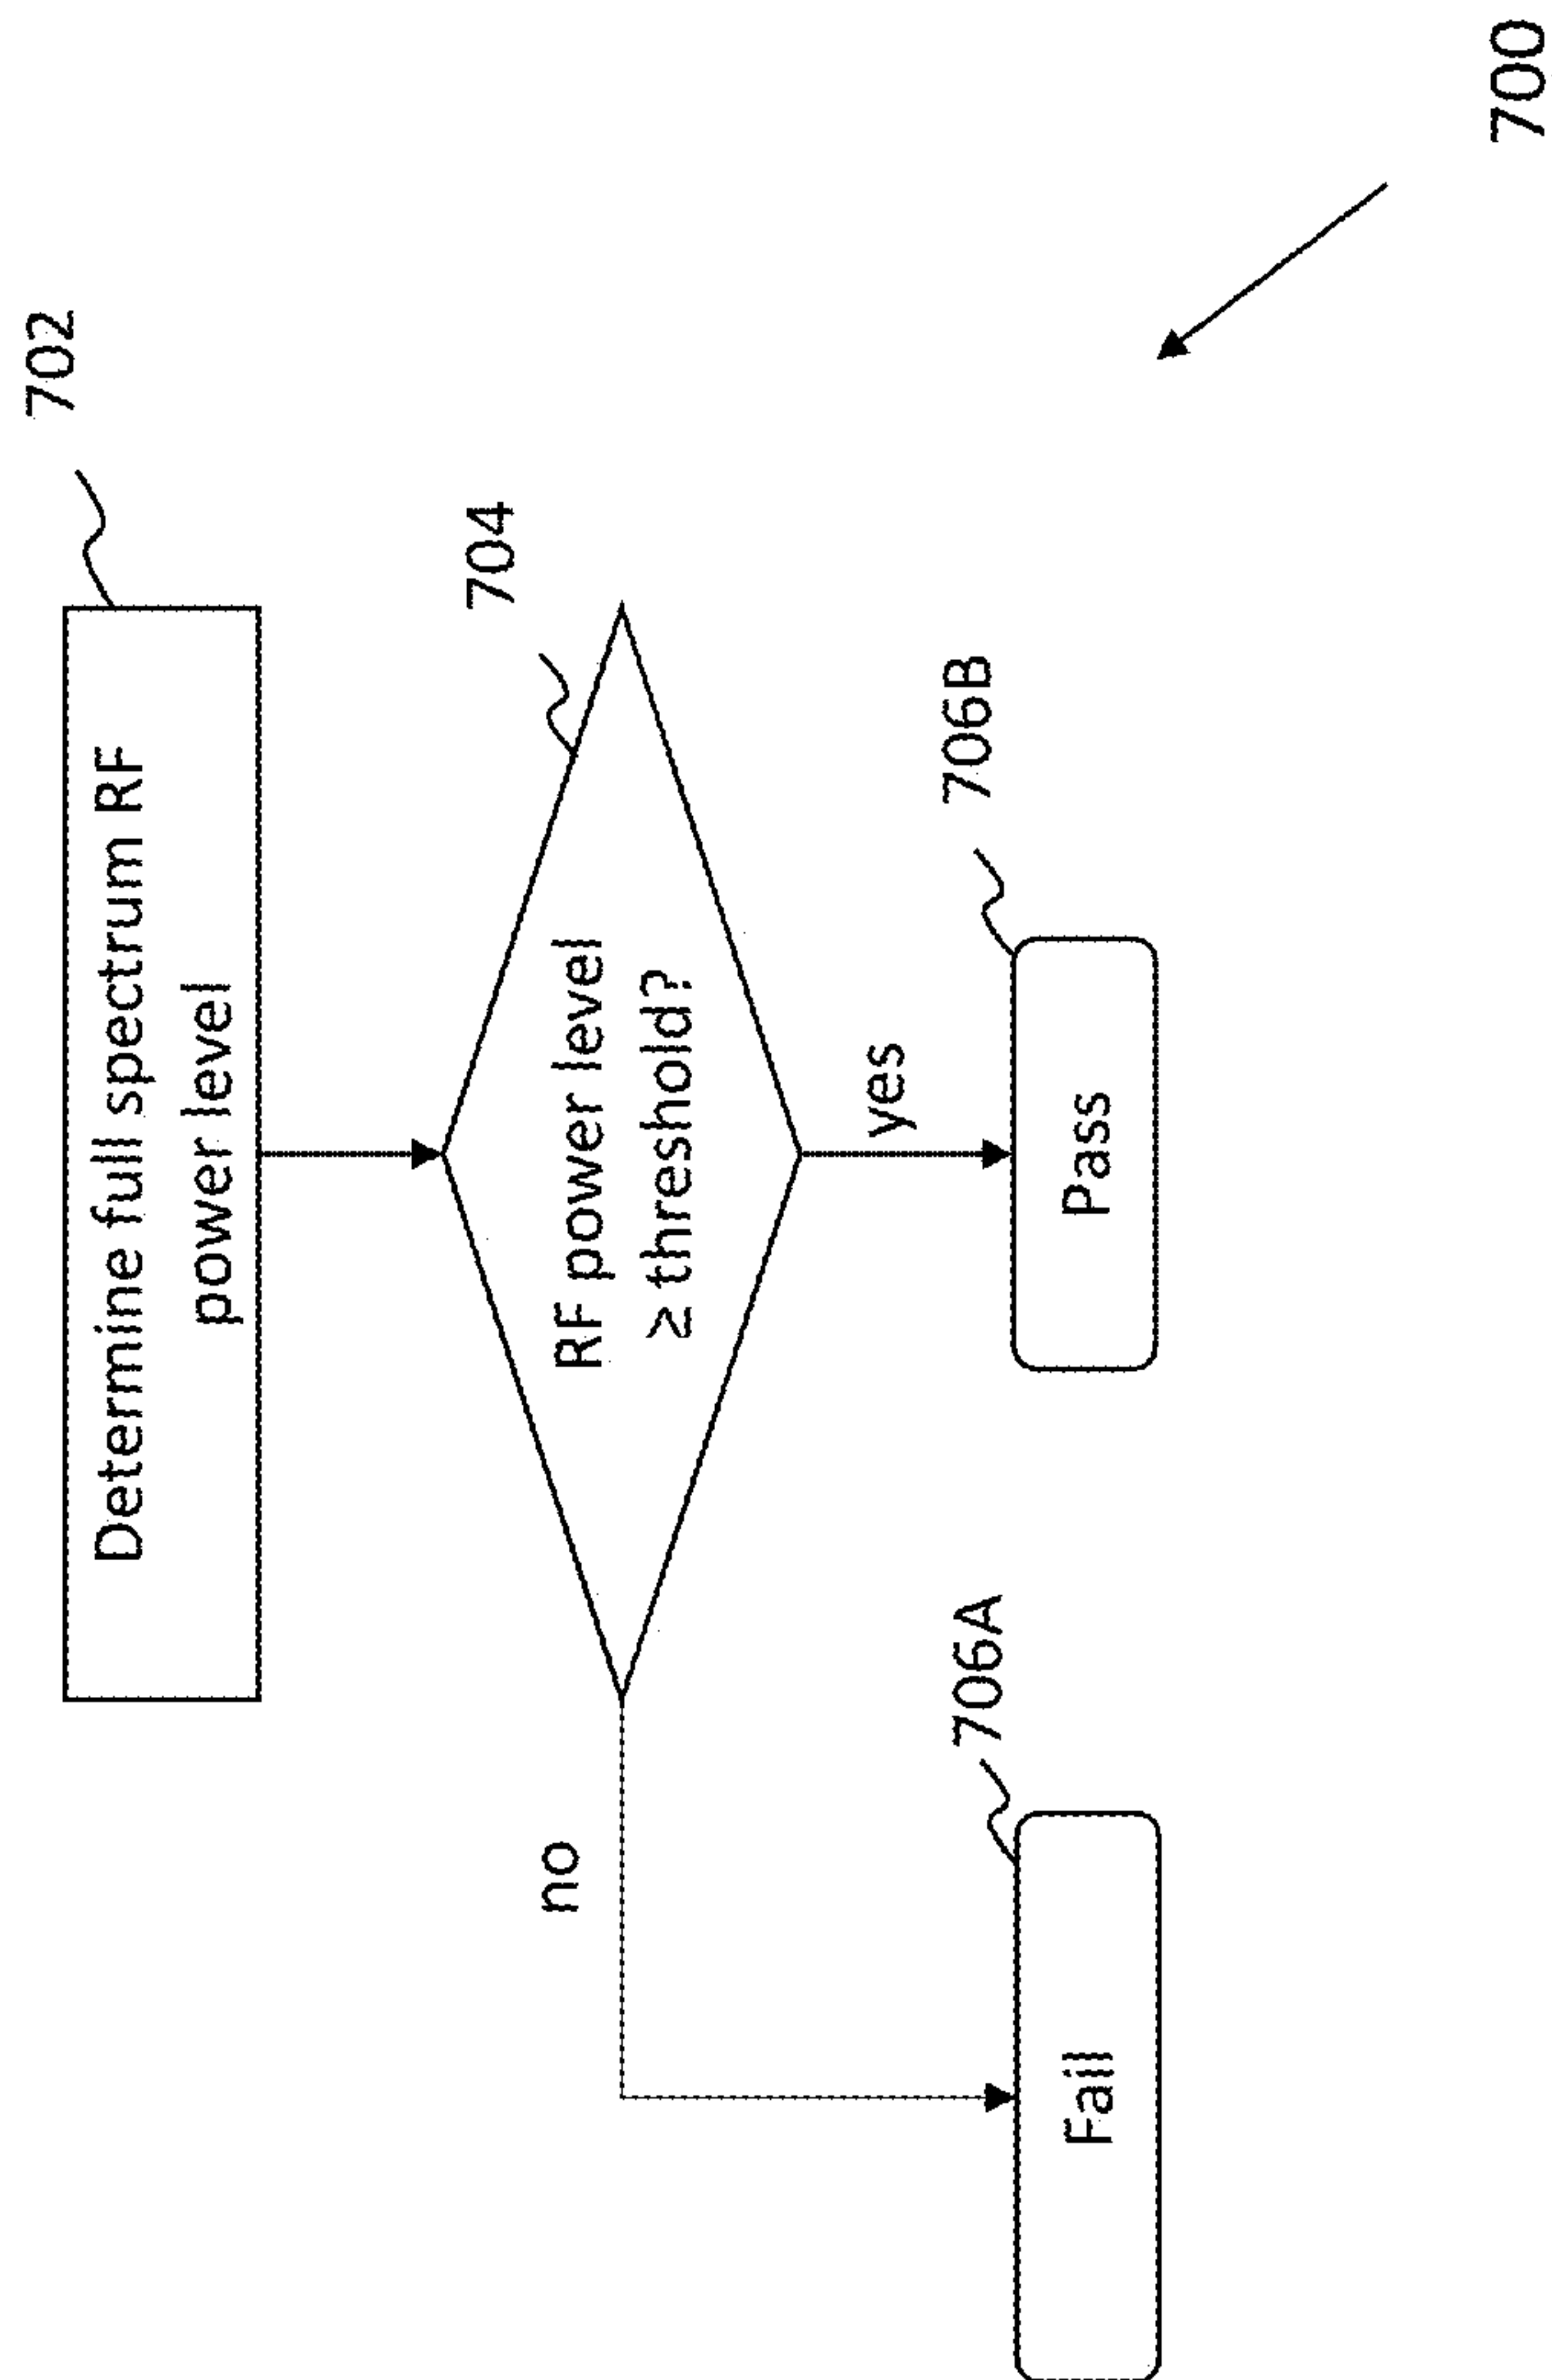 702
Determine full spectrum RF
power level
704
RF power level
≥ threshold?
no
yes
706A
706B
Fail
Pass
700